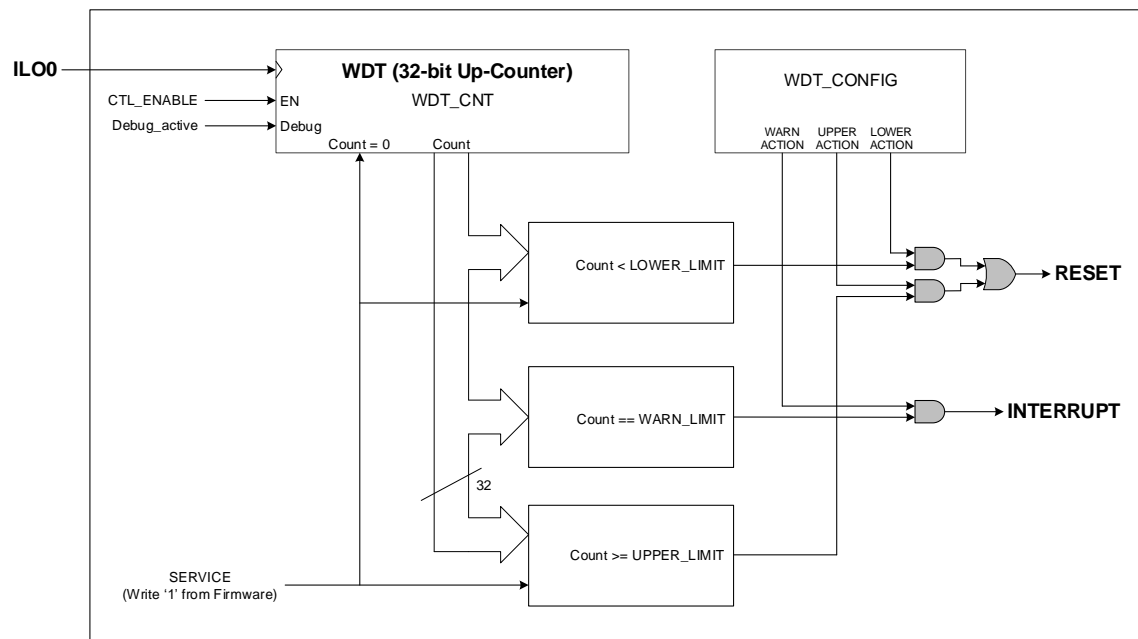 WDT (32-bit Up-Counter)
WDT_CNT
ILO0
CTL_ENABLE
EN
Debug_active
Debug
Count = 0
Count
WDT_CONFIG
WARN
ACTION
UPPER
ACTION
LOWER
ACTION
Count < LOWER_LIMIT
RESET
Count == WARN_LIMIT
INTERRUPT
32
Count >= UPPER_LIMIT
SERVICE
(Write ‘1’ from Firmware)